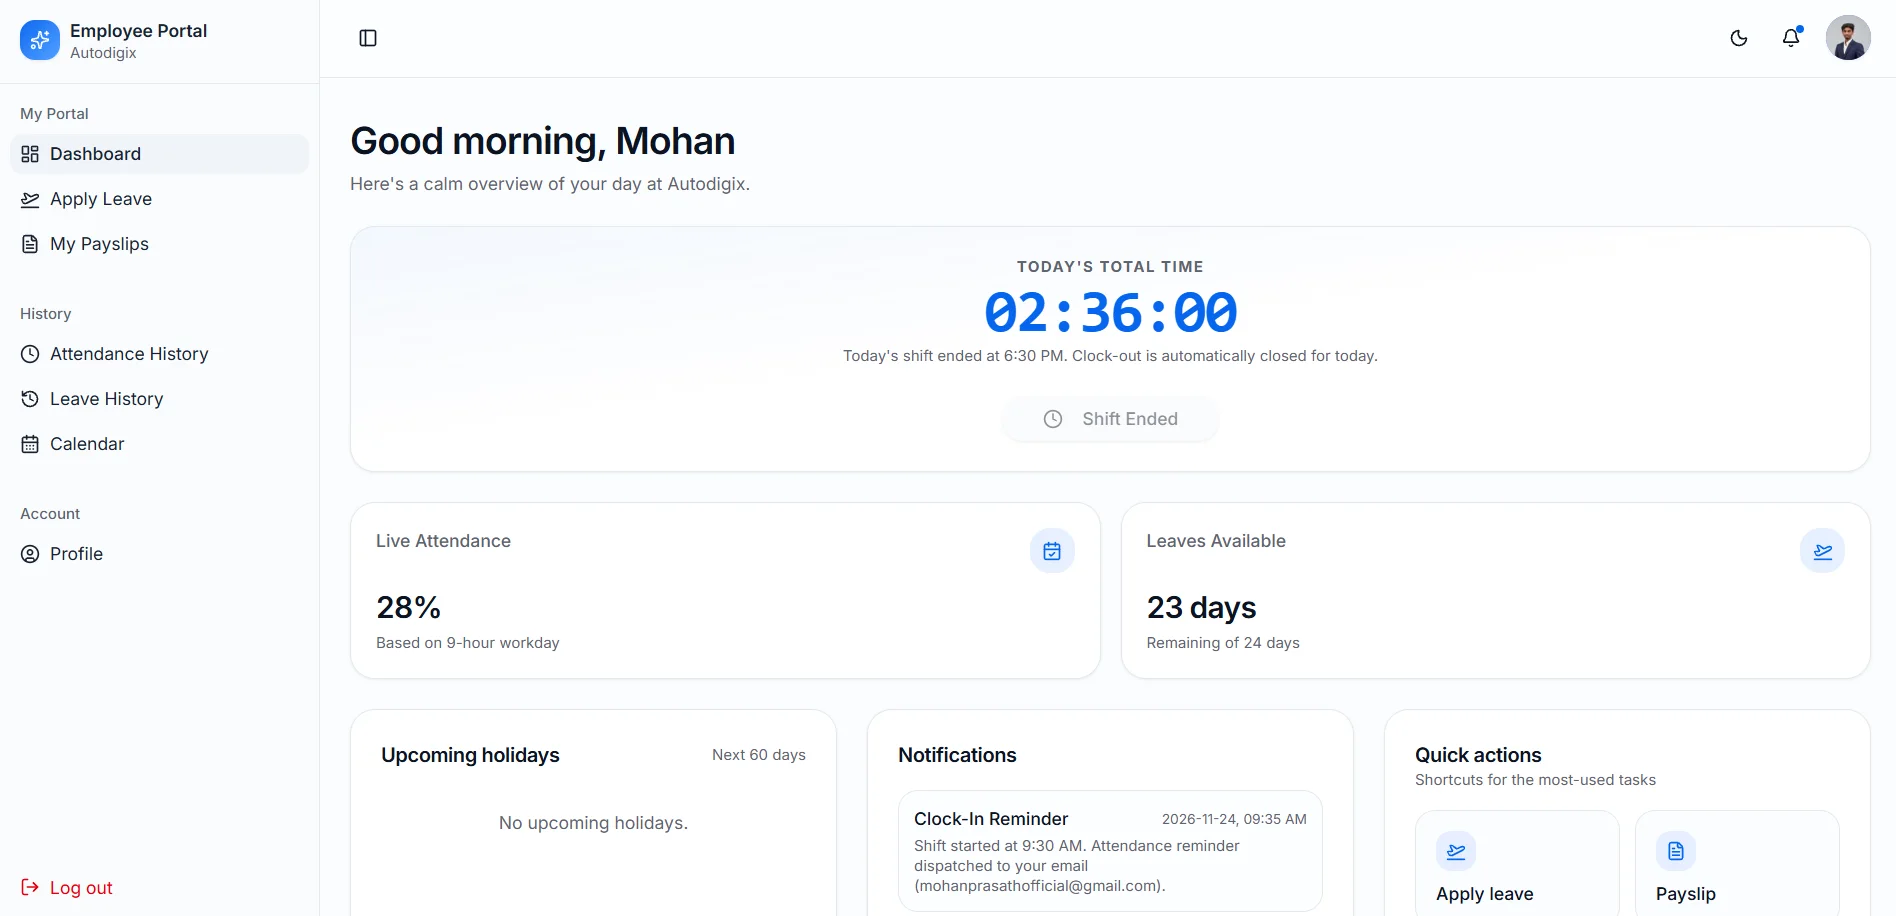 Employee Portal
Autodigix
My Portal
Dashboard
Apply Leave
My Payslips
History
Attendance History
Leave History
Calendar
Account
Profile
Log out
Good morning, Mohan
Here's a calm overview of your day at Autodigix.
TODAY'S TOTAL TIME
02:36:00
Today's shift ended at 6:30 PM. Clock-out is automatically closed for today.
Shift Ended
Live Attendance
28%
Based on 9-hour workday
Leaves Available
23 days
Remaining of 24 days
Upcoming holidays
Next 60 days
No upcoming holidays.
Notifications
Clock-In Reminder
2026-11-24, 09:35 AM
Shift started at 9:30 AM. Attendance reminder
dispatched to your email
(mohanprasathofficial@gmail.com).
Quick actions
Shortcuts for the most-used tasks
Apply leave
Payslip